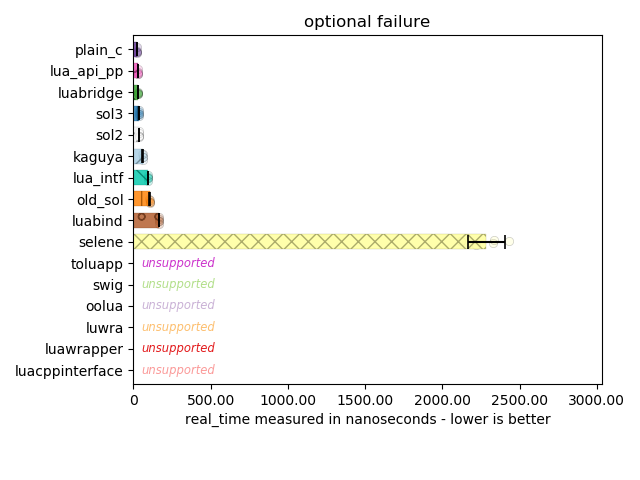 optional failure
plain_c
lua_api_pp
luabridge
sol3
sol2
kaguya
lua_intf
old_sol
luabind
selene
toluapp unsupported
swig unsupported
oolua unsupported
luwra unsupported
luawrapper unsupported
luacppinterface unsupported
0 500.00 1000.00 1500.00 2000.00 2500.00 3000.00
real_time measured in nanoseconds - lower is better